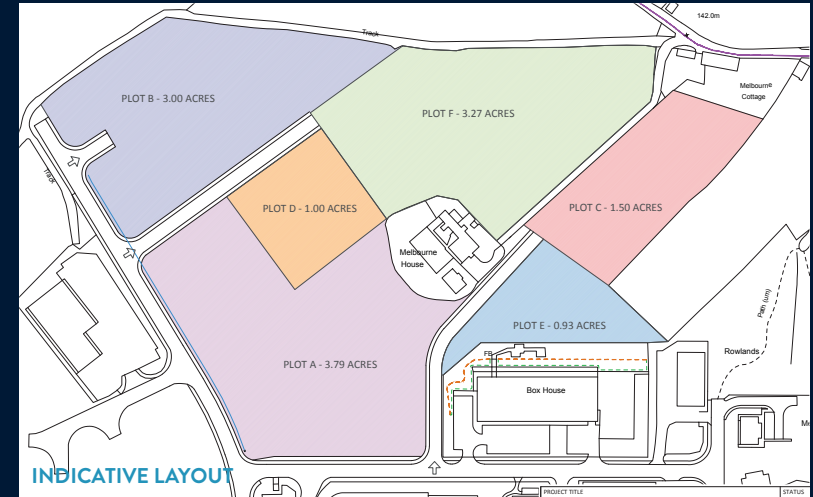 142.0m
Track
Melbourne
Cottage
PLOT B - 3.00 ACRES
PLOT F - 3.27 ACRES
Track
PLOT D - 1.00 ACRES
PLOT C - 1.50 ACRES
Melbourne
House
Path (um)
PLOT E - 0.93 ACRES
FB
Rowlands
PLOT A - 3.79 ACRES
Box House
INDICATIVE LAYOUT
PROJECT TITLE
STATUS